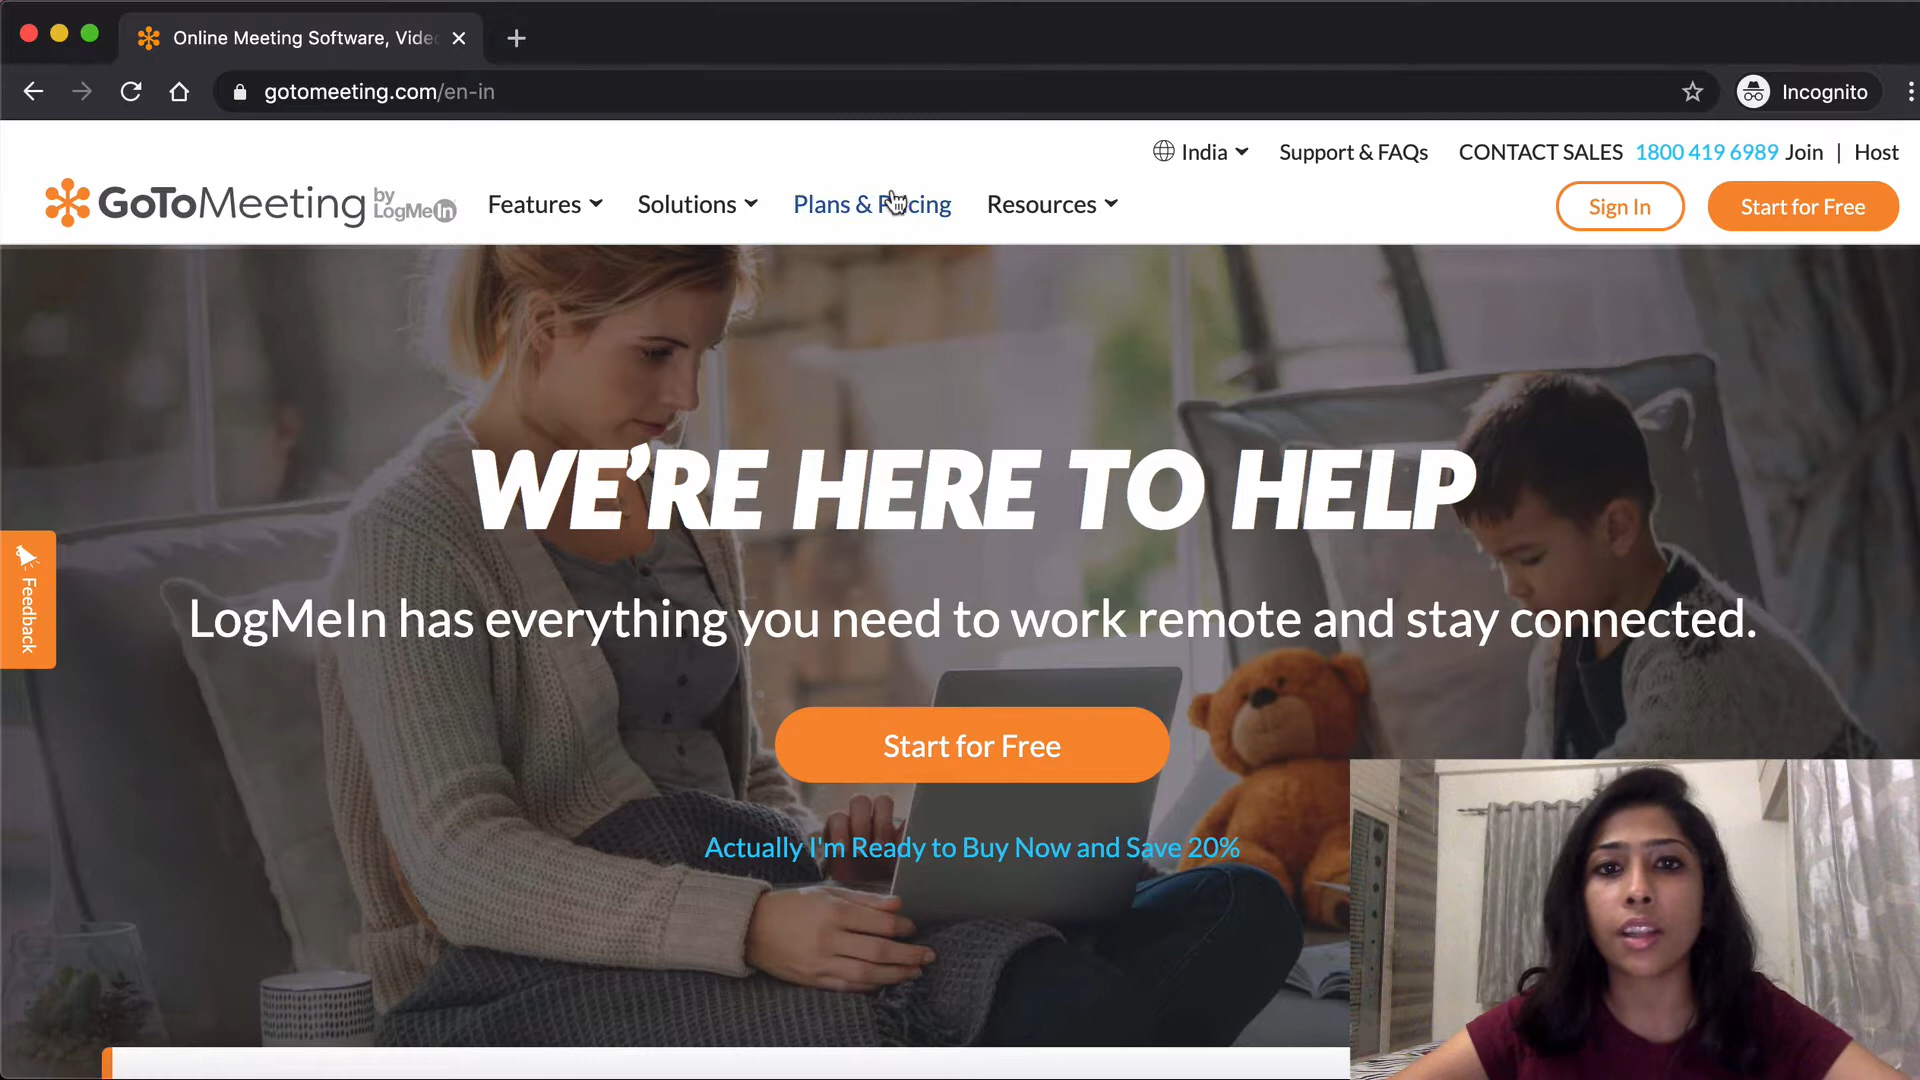 Online Meeting Software, Vide
gotomeeting.com/en-in
Incognito
India
Support & FAQs
CONTACT SALES 1800 419 6989
Join | Host
GoToMeeting by LogMeIn
Features
Solutions
Plans & Pricing
Resources
Sign In
Start for Free
WE'RE HERE TO HELP
LogMeIn has everything you need to work remote and stay connected.
Feedback
Start for Free
Actually I'm Ready to Buy Now and Save 20%